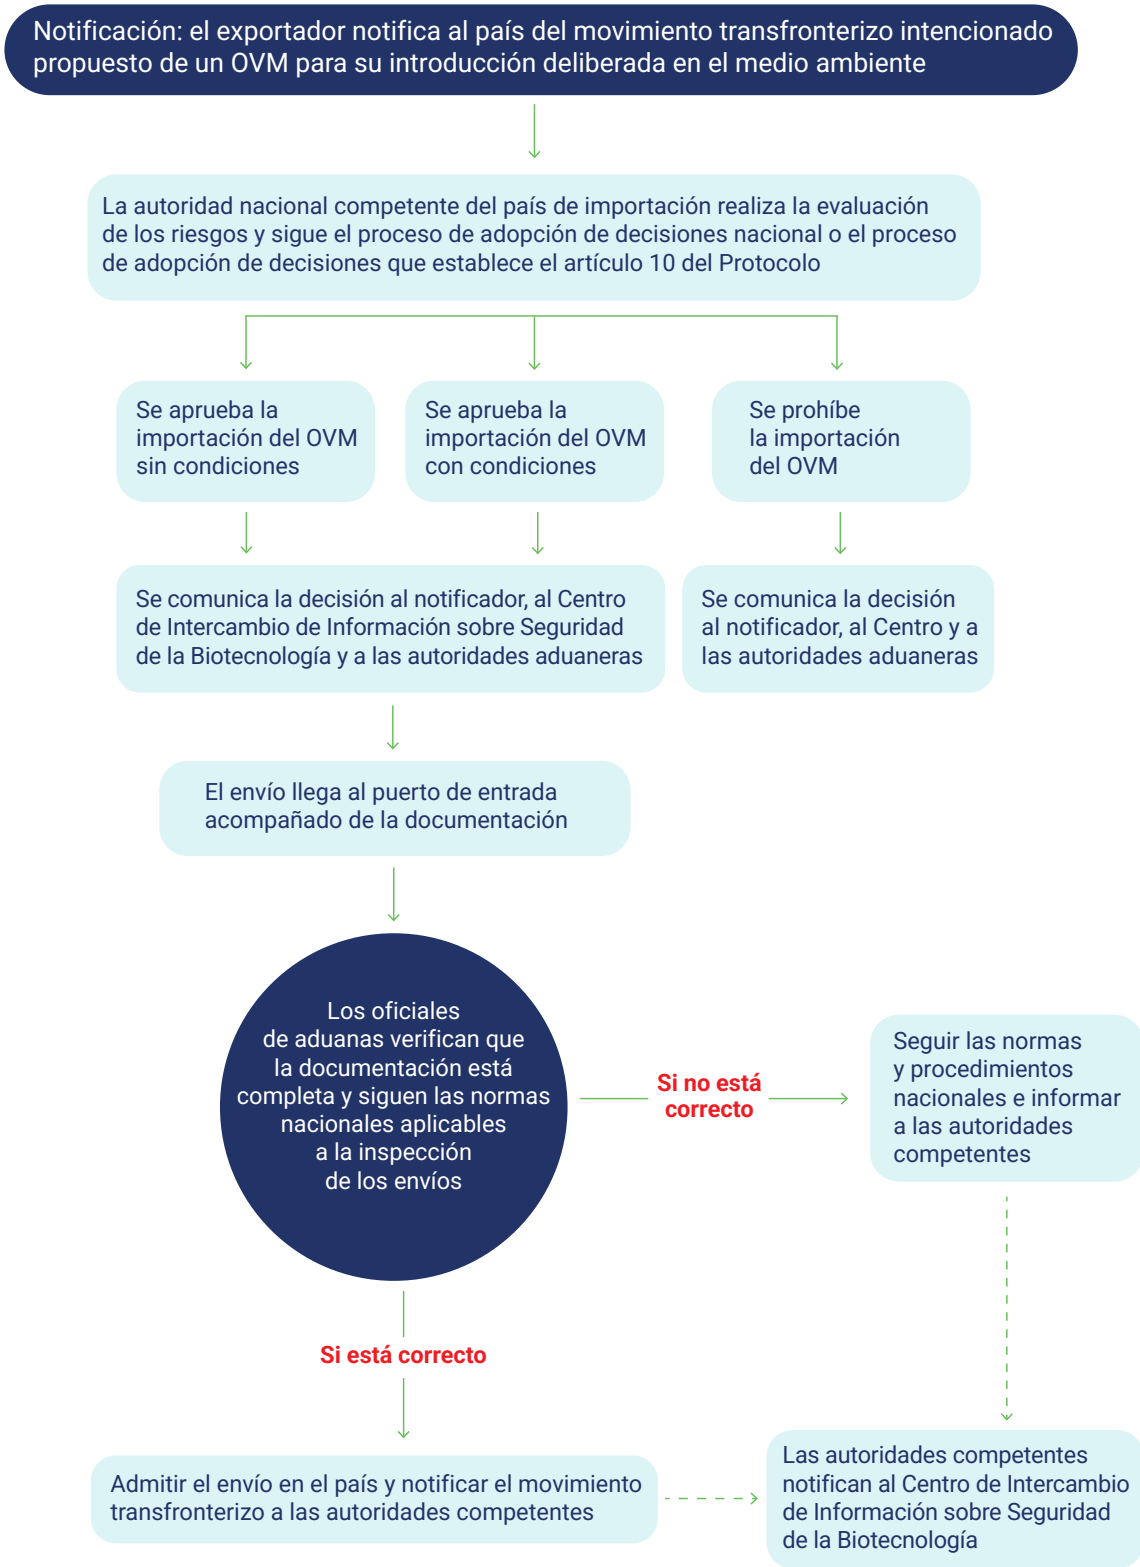 Notificación: el exportador notifica al país del movimiento transfronterizo intencionado
propuesto de un OVM para su introducción deliberada en el medio ambiente
La autoridad nacional competente del país de importación realiza la evaluación
de los riesgos y sigue el proceso de adopción de decisiones nacional o el proceso
de adopción de decisiones que establece el artículo 10 del Protocolo
Se aprueba la
importación del OVM
sin condiciones
Se aprueba la
importación del OVM
con condiciones
Se prohíbe
la importación
del OVM
Se comunica la decisión al notificador, al Centro
de Intercambio de Información sobre Seguridad
de la Biotecnología y a las autoridades aduaneras
Se comunica la decisión
al notificador, al Centro y a
las autoridades aduaneras
El envío llega al puerto de entrada
acompañado de la documentación
Los oficiales
de aduanas verifican que
la documentación está
completa y siguen las normas
nacionales aplicables
a la inspección
de los envíos
Si no está
correcto
Seguir las normas
y procedimientos
nacionales e informar
a las autoridades
competentes
Si está correcto
Admitir el envío en el país y notificar el movimiento
transfronterizo a las autoridades competentes
Las autoridades competentes
notifican al Centro de Intercambio
de Información sobre Seguridad
de la Biotecnología